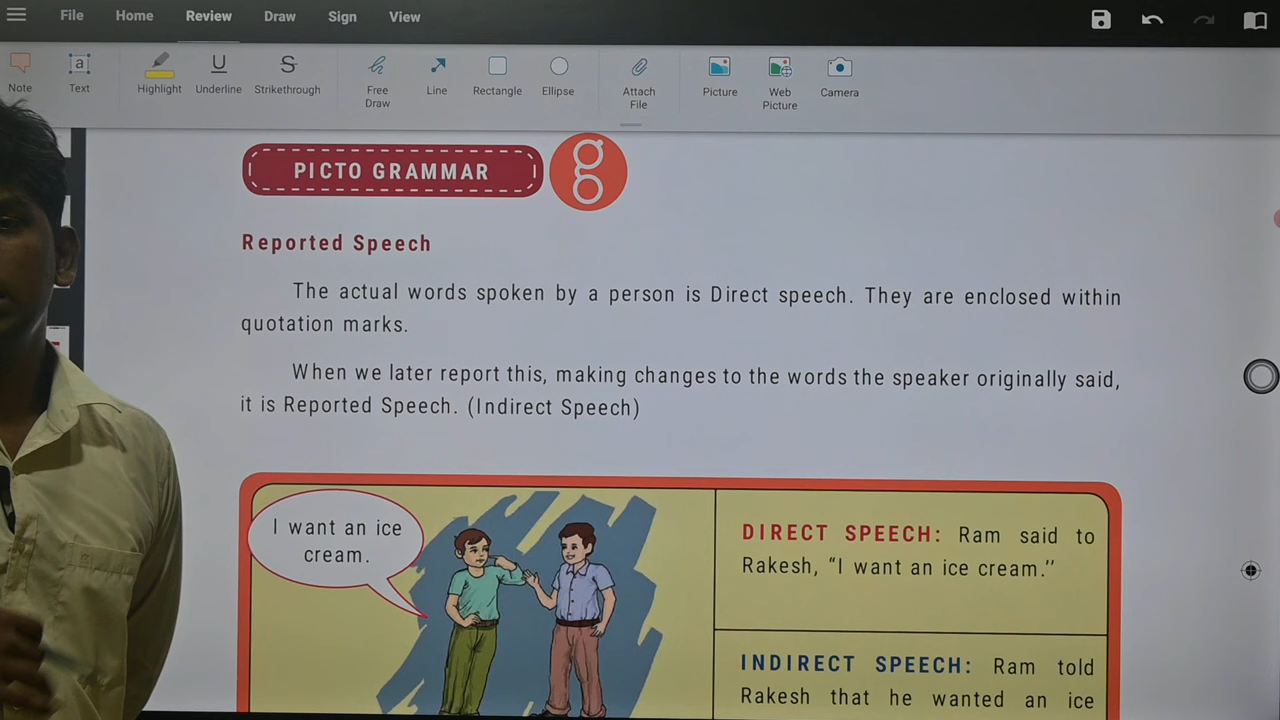 File Home Review Draw Sign View
Note Text Highlight Underline Strikethrough Free Draw Line Rectangle Ellipse Attach File Picture Web Picture Camera
PICTO GRAMMAR g
Reported Speech
The actual words spoken by a person is Direct speech. They are enclosed within
quotation marks.
When we later report this, making changes to the words the speaker originally said,
it is Reported Speech. (Indirect Speech)
I want an ice
cream.
DIRECT SPEECH: Ram said to
Rakesh, “I want an ice cream.’’
INDIRECT SPEECH: Ram told
Rakesh that he wanted an ice